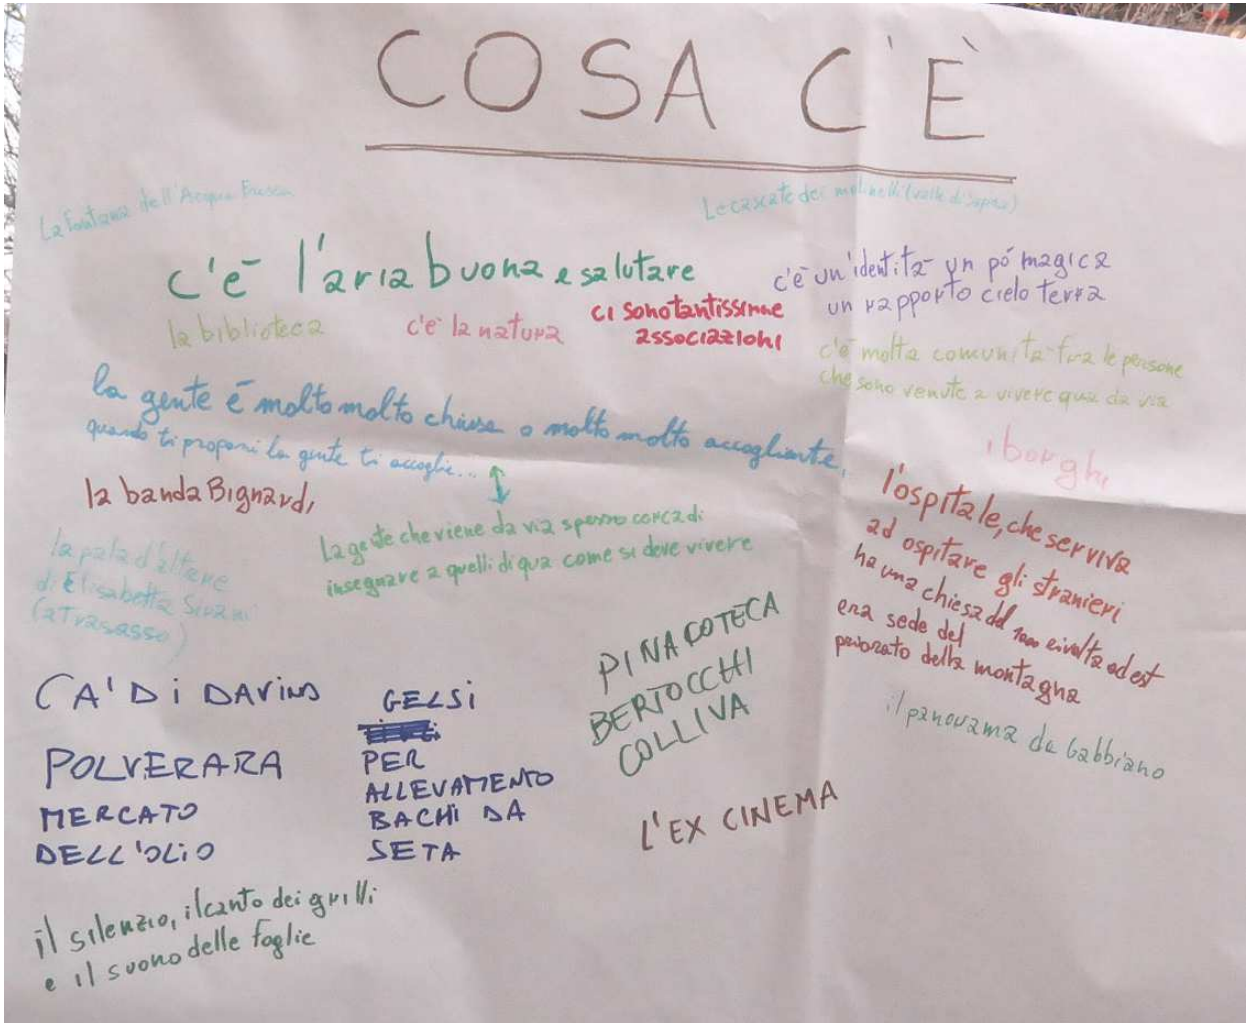 COSA C'È
La fontana dell'Acqua Fresca
Le cascate dei molinelli (valle di Sapina)
c'è l'aria buona e salutare
c'è un'identità un pó magica
un rapporto cielo terra
la biblioteca
c'è la natura
ci sono tantissime
associazioni
c'è molta comunità fra le persone
che sono venute a vivere qua da via
la gente è molto molto chiusa o molto molto accogliente,
quando ti proponi la gente ti accoglie...
i borghi
la banda Bignardi
la gente che viene da via spesso cerca di
insegnare a quelli di qua come si deve vivere
l'ospitale, che serviva
ad ospitare gli stranieri
ha una chiesa del 1000 rivolta ad est
era sede del
priorato della montagna
la pala d'altare
di Elisabetta Sirani
(a Trasasso)
PINACOTECA
BERTOCCHI
COLLIVA
il panorama da Gabbiano
CA' DI DAVINO
POLVERARA
MERCATO
DELL'OLIO
GELSI
PER
ALLEVAMENTO
BACHI DA
SETA
L'EX CINEMA
il silenzio, il canto dei grilli
e il suono delle foglie